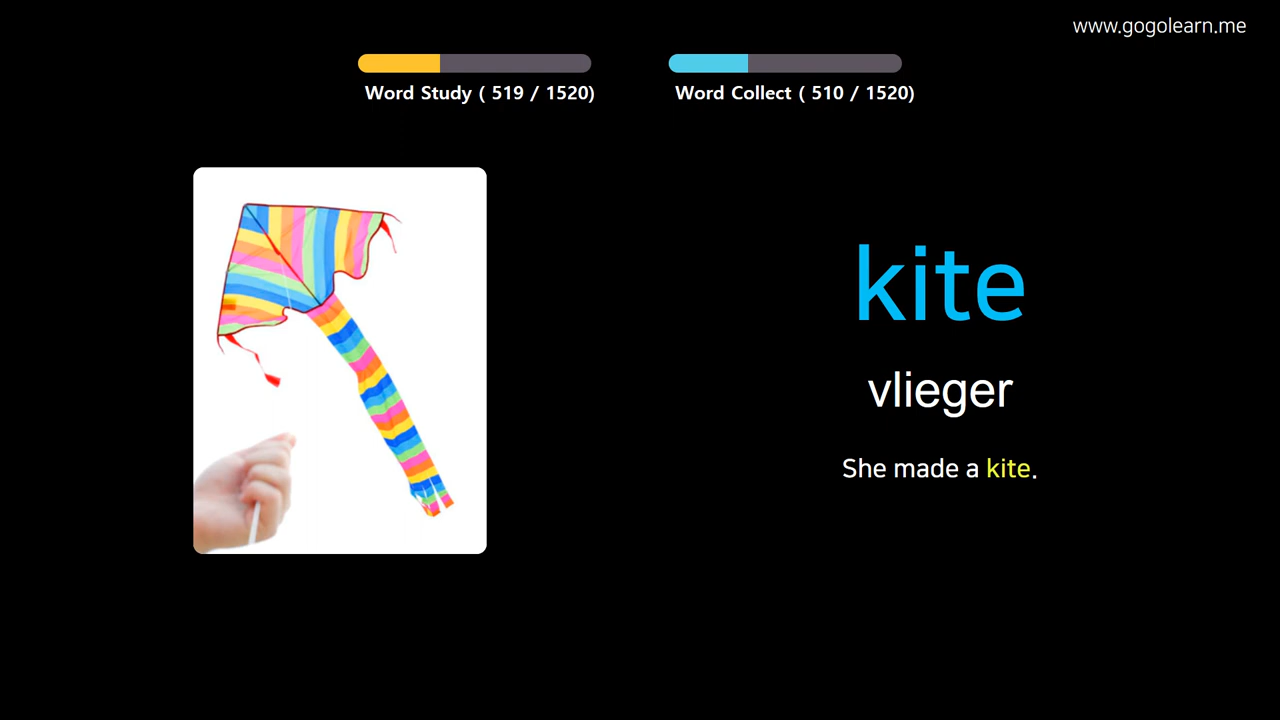 www.gogolearn.me
Word Study ( 519 / 1520)
Word Collect ( 510 / 1520)
kite
vlieger
She made a kite.